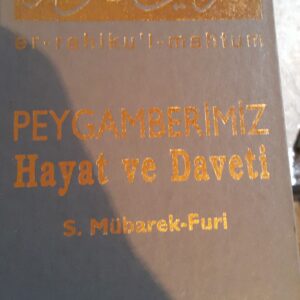 er-rahiku'l-mahtum
PEYGAMBERİMİZ
Hayat ve Daveti
S. Mübarek-Furi